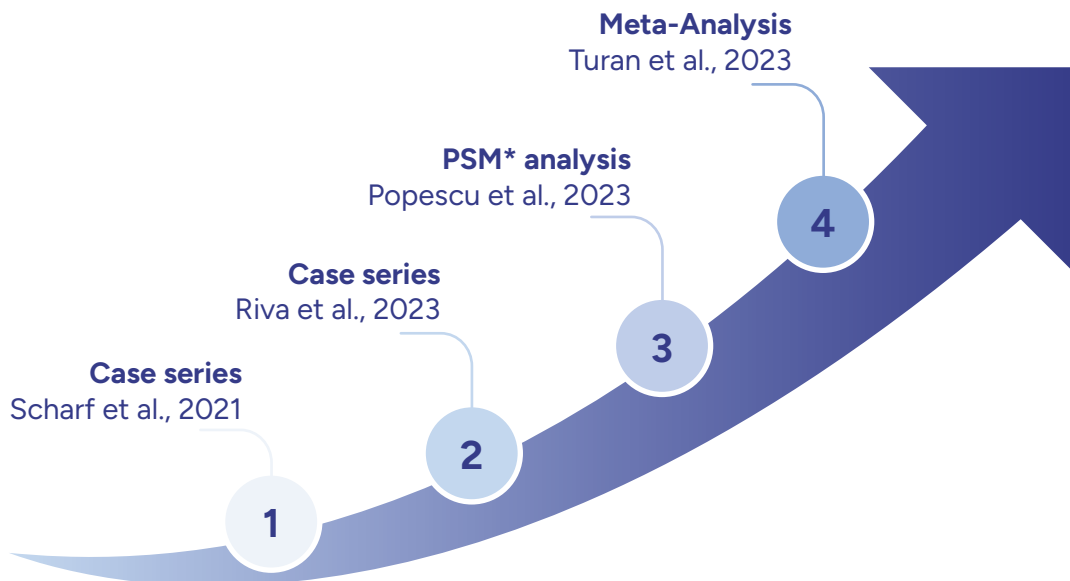 Meta-Analysis
Turan et al., 2023
PSM* analysis
Popescu et al., 2023
Case series
Riva et al., 2023
Case series
Scharf et al., 2021
4
3
2
1